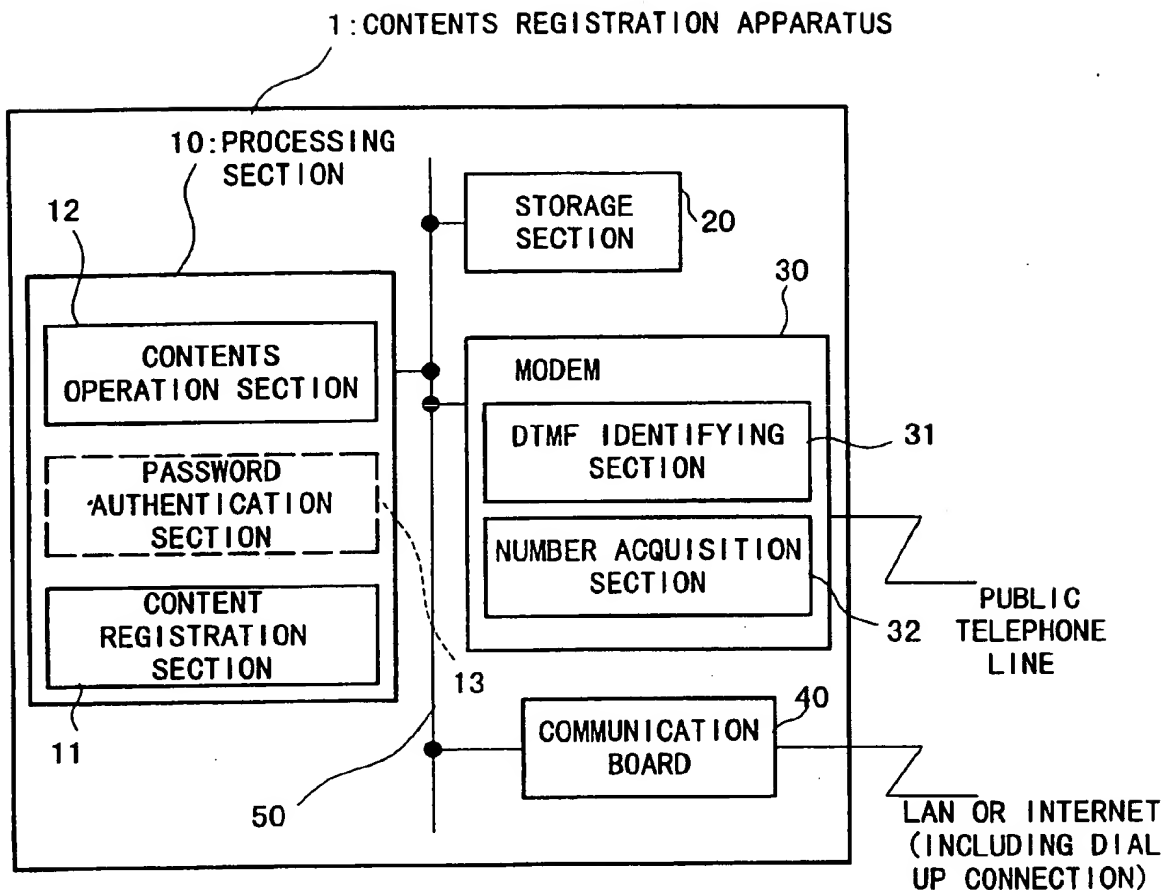 1:CONTENTS REGISTRATION APPARATUS
10:PROCESSING
SECTION
12
CONTENTS
OPERATION SECTION
PASSWORD
AUTHENTICATION
SECTION
CONTENT
REGISTRATION
SECTION
11
13
50
STORAGE
SECTION
20
30
MODEM
DTMF IDENTIFYING
SECTION
31
NUMBER ACQUISITION
SECTION
32
PUBLIC
TELEPHONE
LINE
COMMUNICATION
BOARD
40
LAN OR INTERNET
(INCLUDING DIAL
UP CONNECTION)